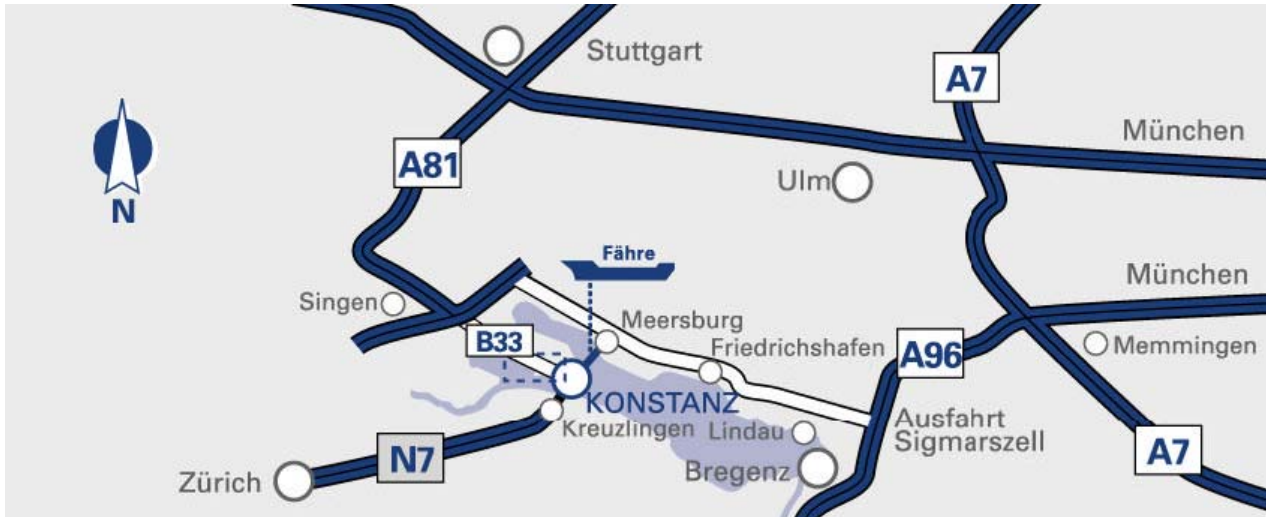 Stuttgart
A7
München
A81
Ulm
N
Fähre
München
Singen
B33
Meersburg
Friedrichshafen
A96
Memmingen
KONSTANZ
Kreuzlingen
Lindau
Ausfahrt
Sigmarszell
N7
Bregenz
A7
Zürich